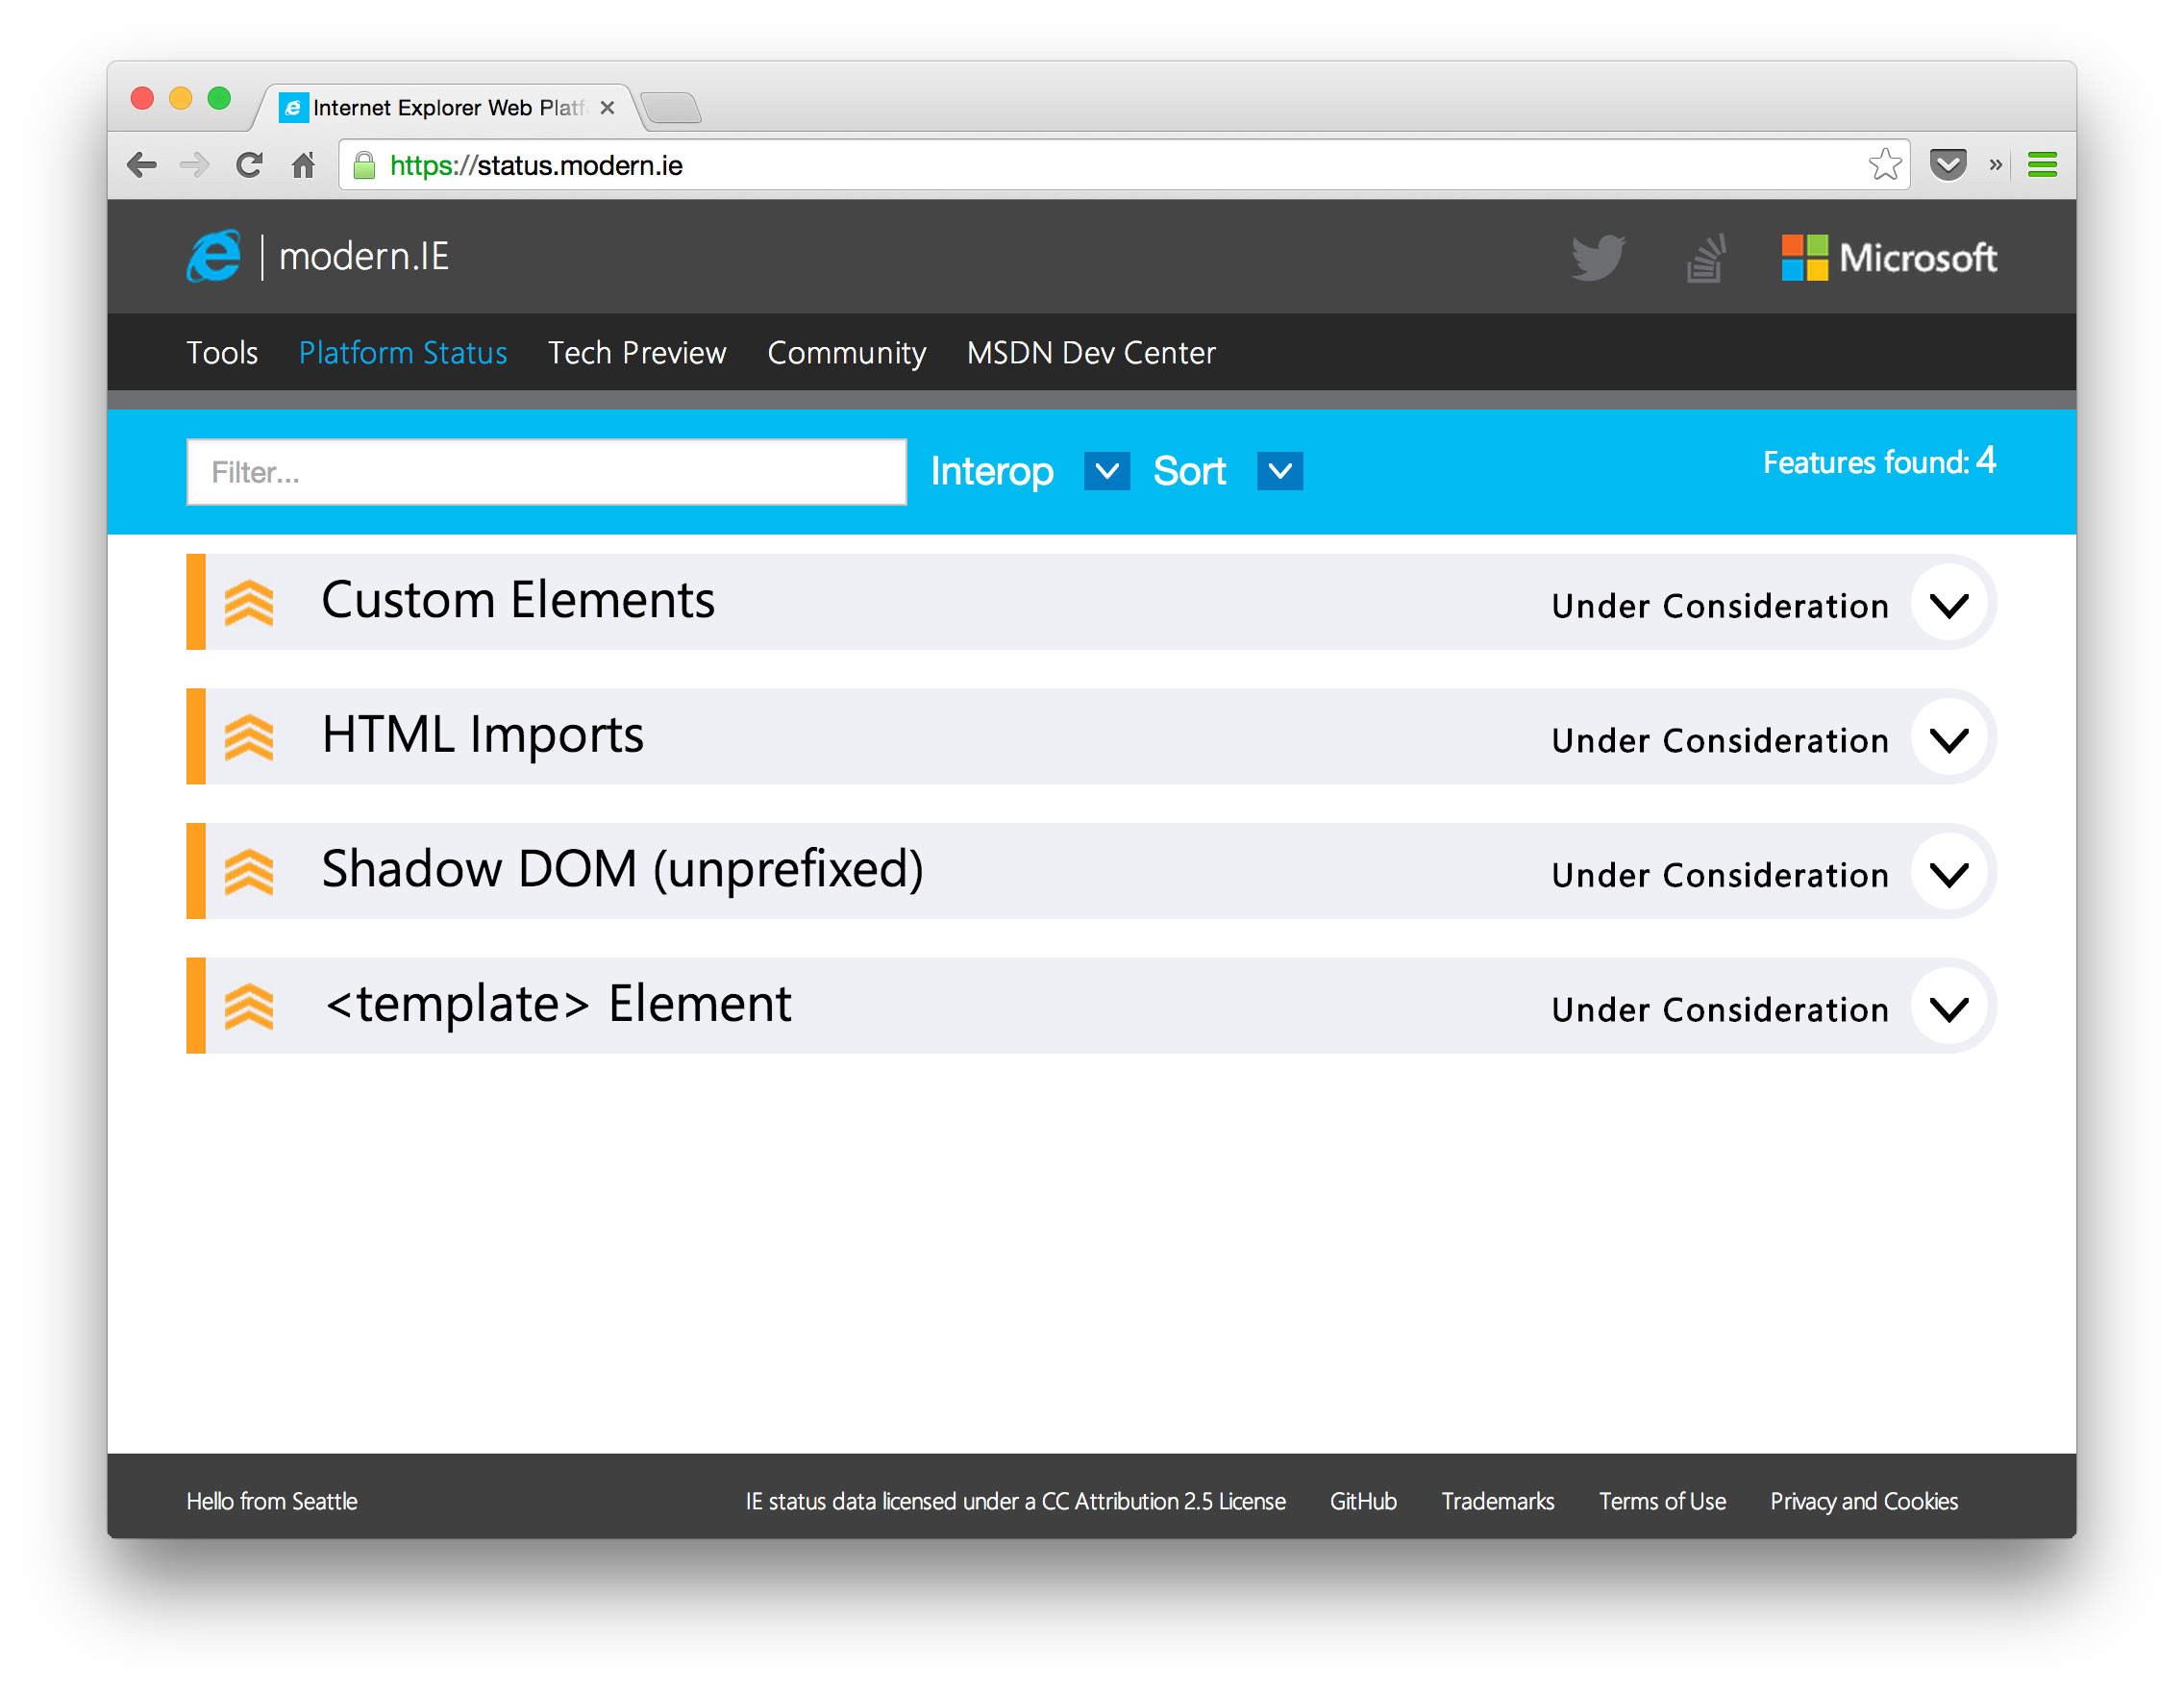 Internet Explorer Web Platf
https://status.modern.ie
modern.IE
Microsoft
Tools Platform Status Tech Preview Community MSDN Dev Center
Filter... Interop Sort Features found: 4
Custom Elements Under Consideration
HTML Imports Under Consideration
Shadow DOM (unprefixed) Under Consideration
<template> Element Under Consideration
Hello from Seattle IE status data licensed under a CC Attribution 2.5 License GitHub Trademarks Terms of Use Privacy and Cookies